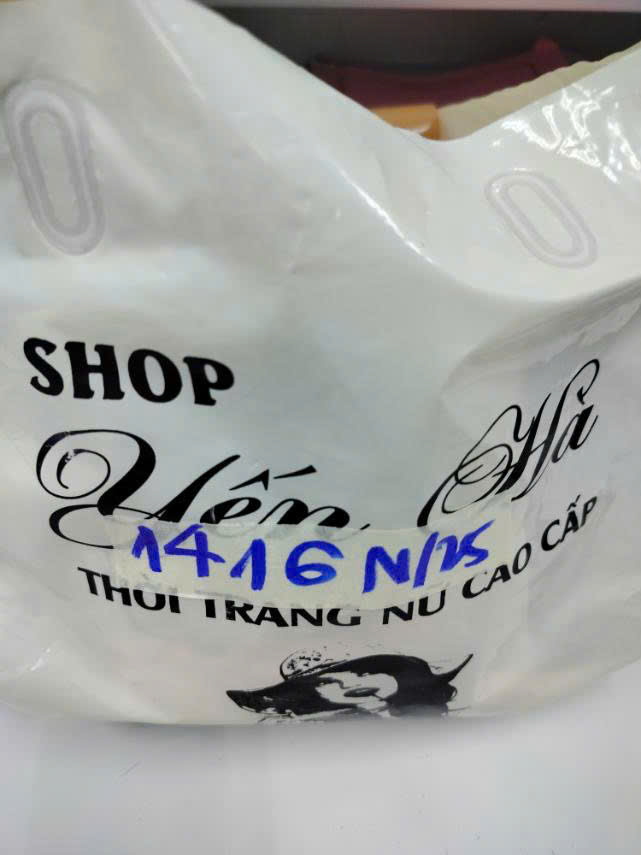 SHOP
Yến Hà
1416 N/25
THỜI TRANG NỮ CAO CẤP